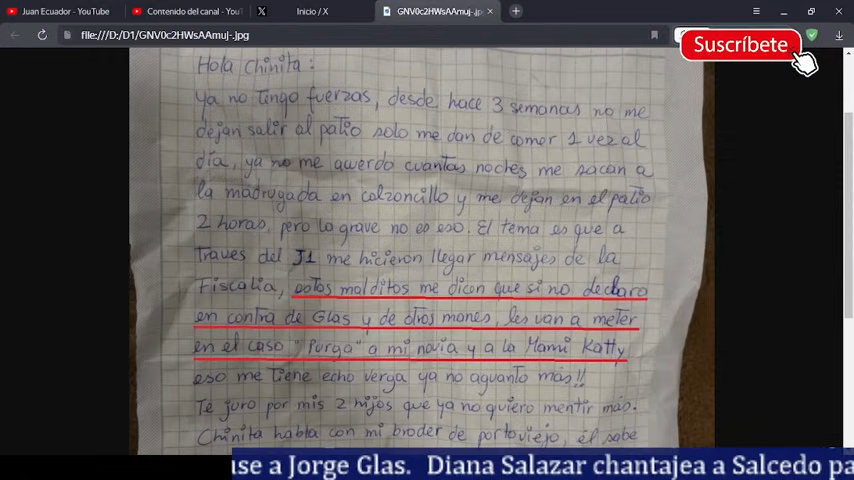 Juan Ecuador - YouTube
Contenido del canal - YouT
Inicio / X
GNV0c2HWsAAmuj-.jpg
file:///D:/D1/GNV0c2HWsAAmuj-.jpg
Suscríbete
Hola Chinita:
Ya no tengo fuerzas, desde hace 3 semanas no me
dejan salir al patio solo me dan de comer 1 vez al
día, ya no me awerdo cuantas noches me sacan a
la madrugada en calzoncillo y me dejan en el patio
2 horas, pero lo grave no es eso. El tema es que a
traves del J1 me hicieron llegar mensajes de la
Fiscalia, estos malditos me dicen que si no declaro
en contra de Glas y de otros manes, les van a meter
en el caso "Purga" a mi novia y a la Mami Katty
eso me tiene echo verga ya no aguanto más!!
Te juro por mis 2 hijos que ya no quiero mentir más.
Chinita habla con mi broder de portoviejo, él sabe
use a Jorge Glas. Diana Salazar chantajea a Salcedo pa